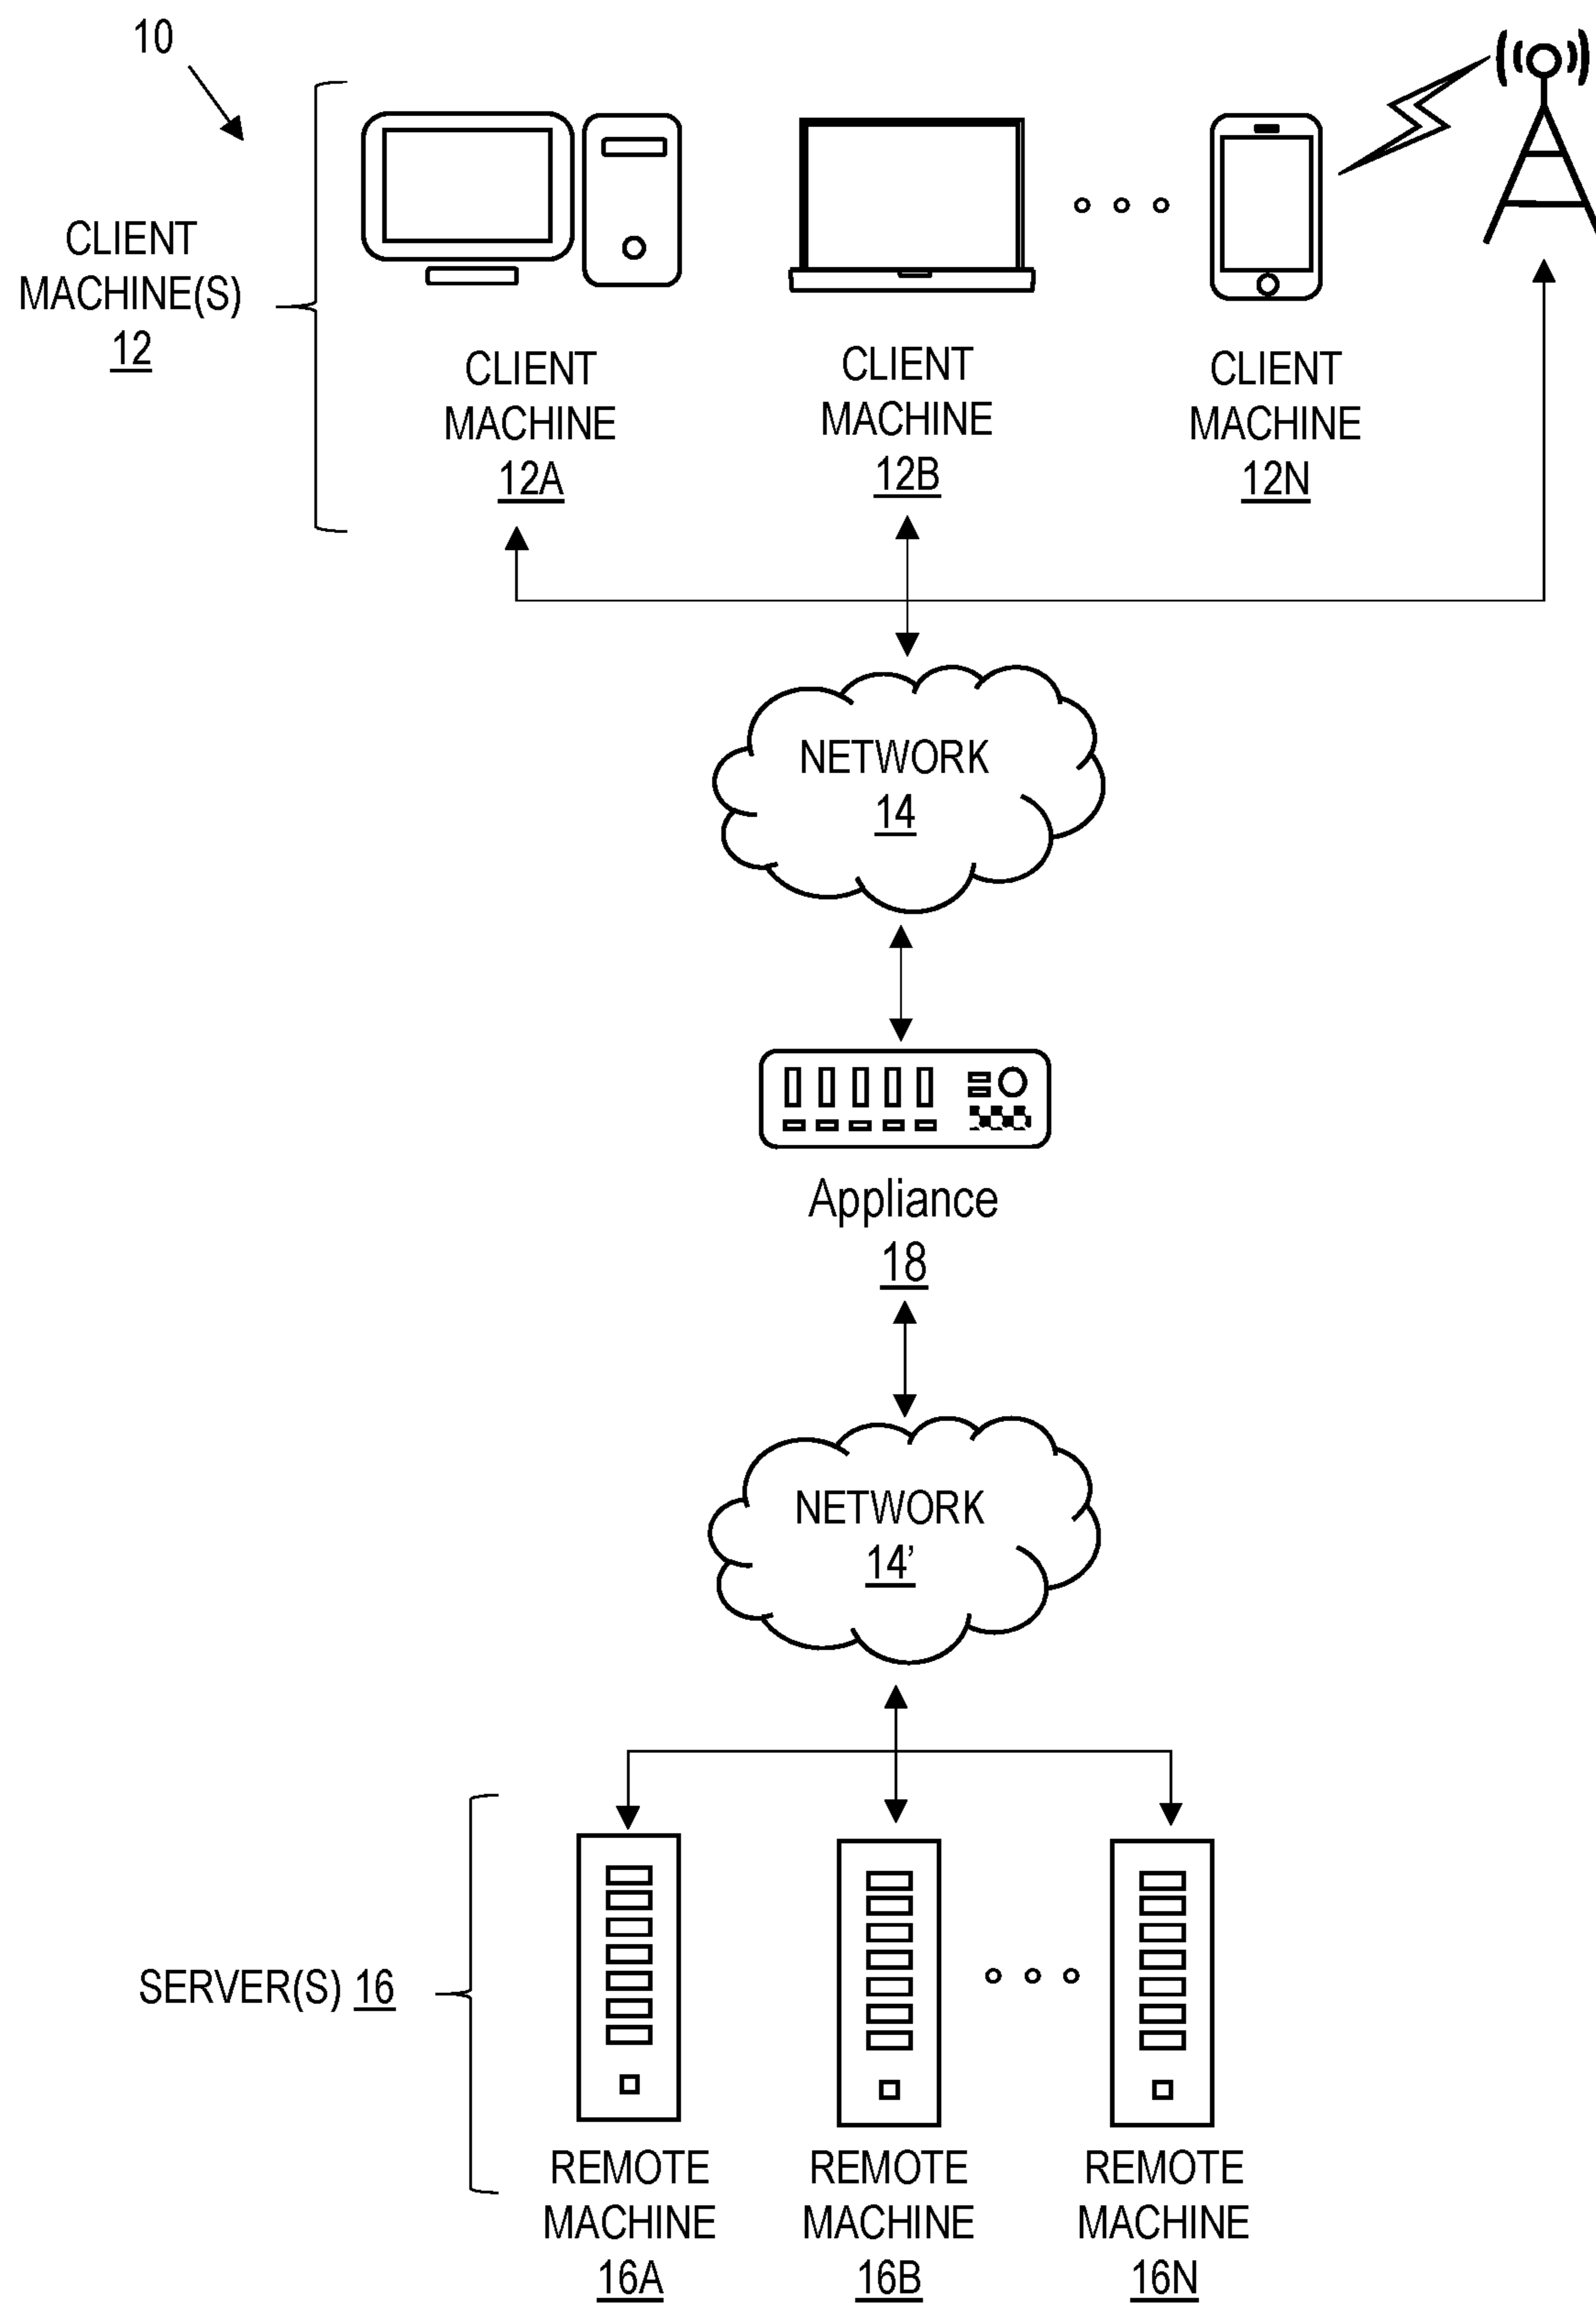 10
CLIENT
MACHINE(S)
12
CLIENT
MACHINE
12A
CLIENT
MACHINE
12B
CLIENT
MACHINE
12N
NETWORK
14
Appliance
18
NETWORK
14’
SERVER(S) 16
REMOTE
MACHINE
16A
REMOTE
MACHINE
16B
REMOTE
MACHINE
16N